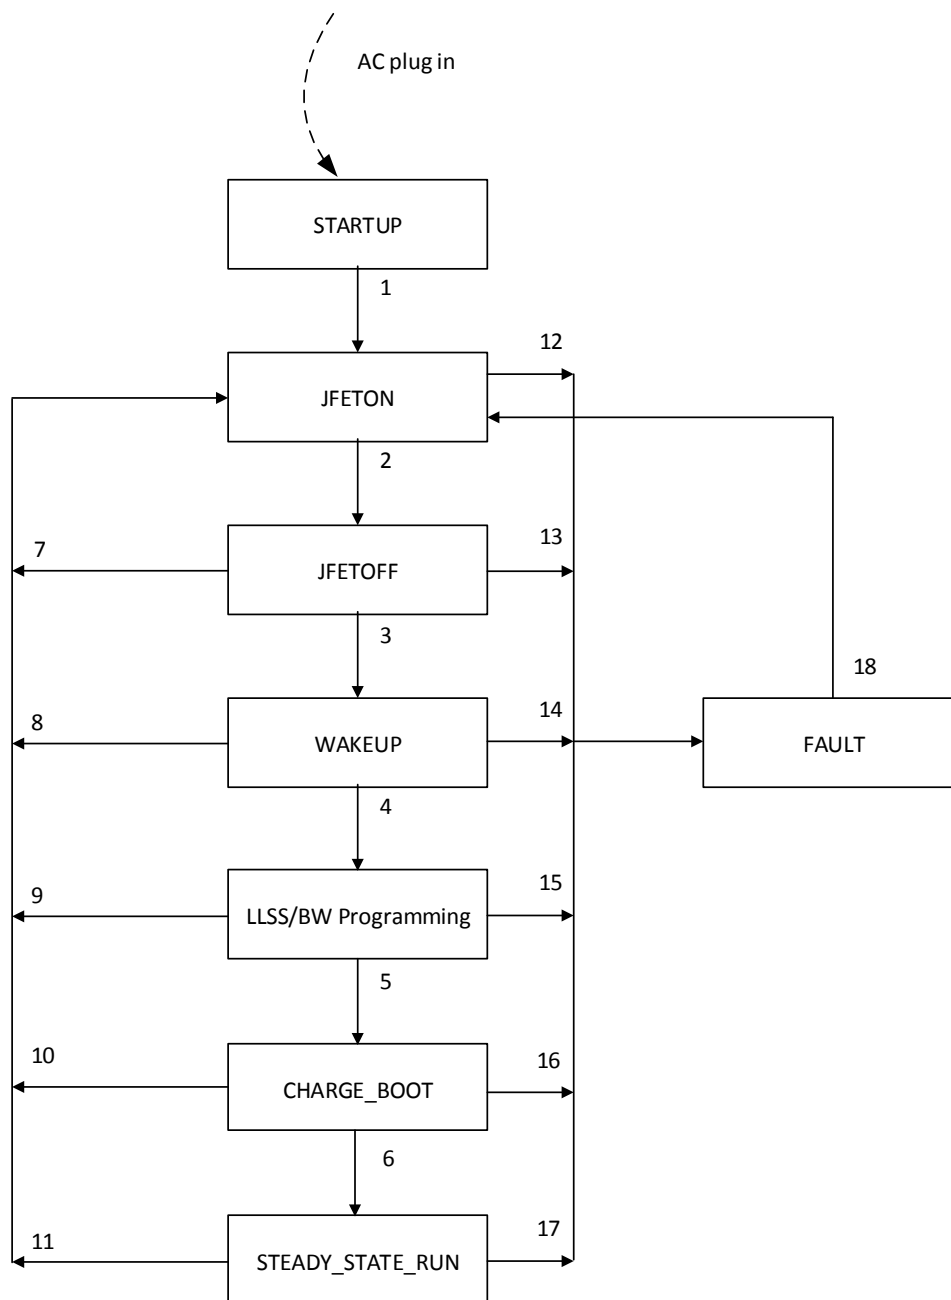 AC plug in
STARTUP
1
12
JFETON
2
7
13
JFETOFF
3
18
8
14
WAKEUP
FAULT
4
9
15
LLSS/BW Programming
5
10
16
CHARGE_BOOT
6
11
17
STEADY_STATE_RUN